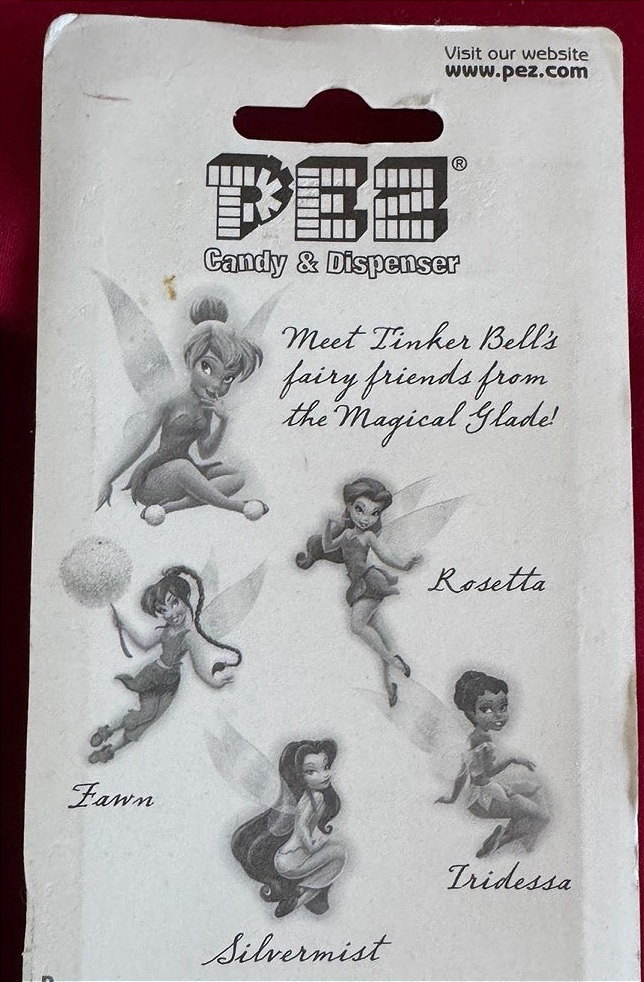 Visit our website
www.pez.com
PEZ®
Candy & Dispenser
Meet Tinker Bell's
fairy friends from
the Magical Glade!
Rosetta
Fawn
Iridessa
Silvermist